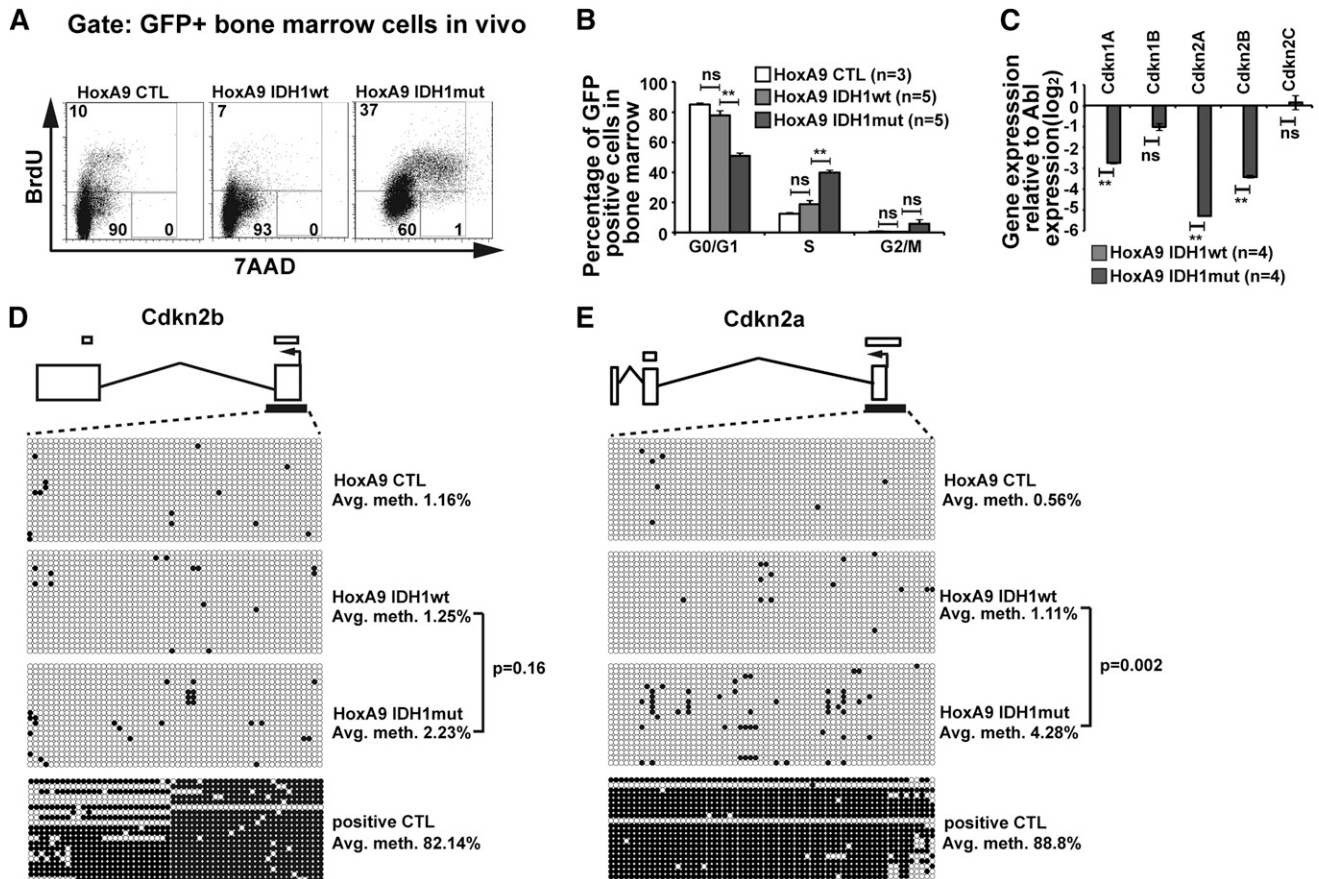 A
Gate: GFP+ bone marrow cells in vivo
HoxA9 CTL
HoxA9 IDH1wt
HoxA9 IDH1mut
10
7
37
90
0
93
0
60
1
BrdU
7AAD
B
Percentage of GFP
positive cells in
bone marrow
100
80
60
40
20
0
ns
**
ns
**
ns
ns
HoxA9 CTL (n=3)
HoxA9 IDH1wt (n=5)
HoxA9 IDH1mut (n=5)
G0/G1
S
G2/M
C
Gene expresssion
relative to Abl
expression(log2)
Cdkn1A
Cdkn1B
Cdkn2A
Cdkn2B
Cdkn2C
1
0
-1
-2
-3
-4
-5
-6
**
ns
**
**
ns
HoxA9 IDH1wt (n=4)
HoxA9 IDH1mut (n=4)
D
Cdkn2b
HoxA9 CTL
Avg. meth. 1.16%
HoxA9 IDH1wt
Avg. meth. 1.25%
p=0.16
HoxA9 IDH1mut
Avg. meth. 2.23%
positive CTL
Avg. meth. 82.14%
E
Cdkn2a
HoxA9 CTL
Avg. meth. 0.56%
HoxA9 IDH1wt
Avg. meth. 1.11%
p=0.002
HoxA9 IDH1mut
Avg. meth. 4.28%
positive CTL
Avg. meth. 88.8%